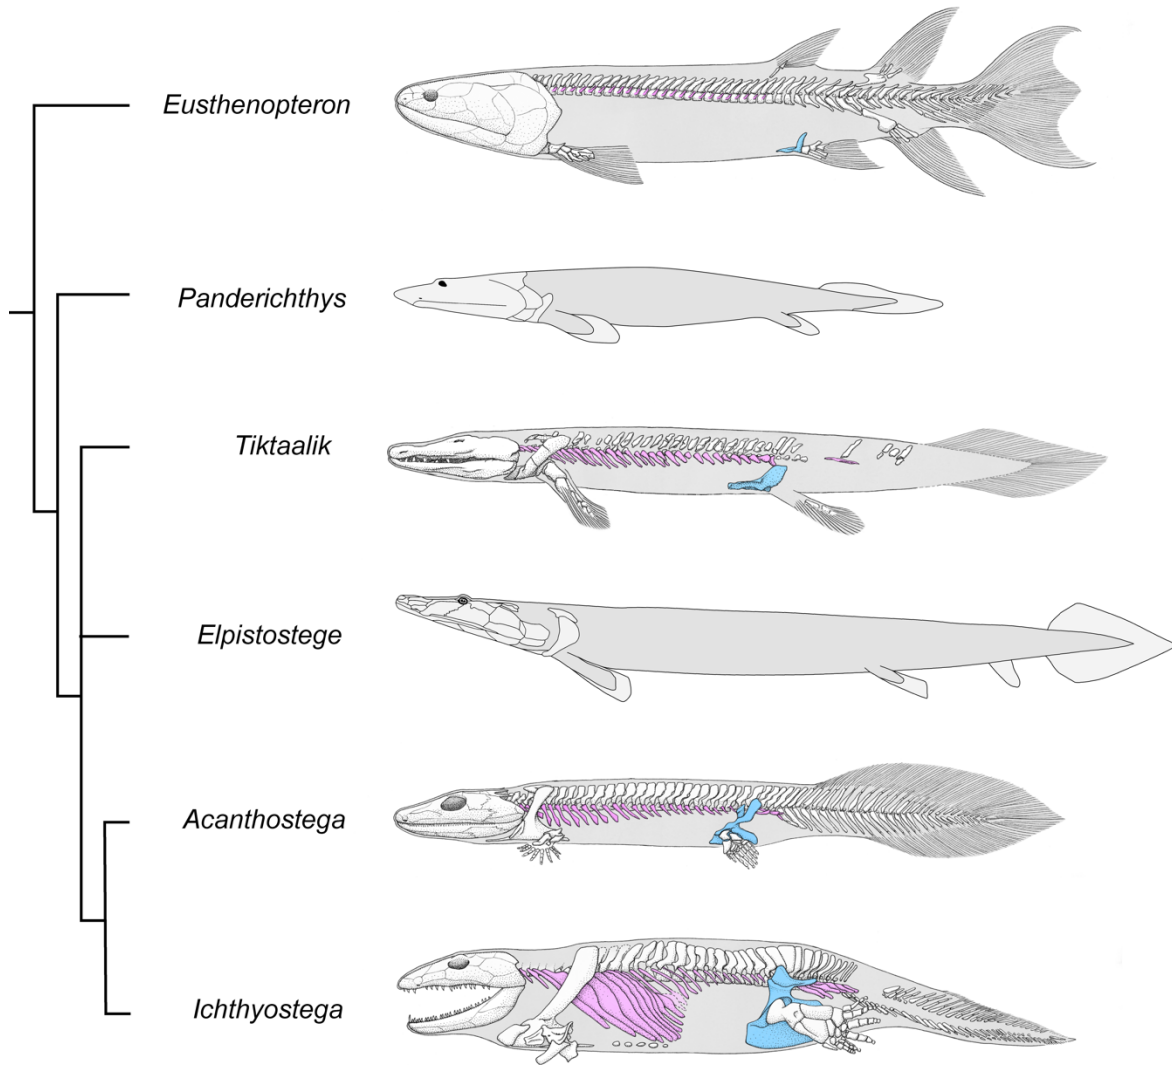 Eusthenopteron
Panderichthys
Tiktaalik
Elpistostege
Acanthostega
Ichthyostega